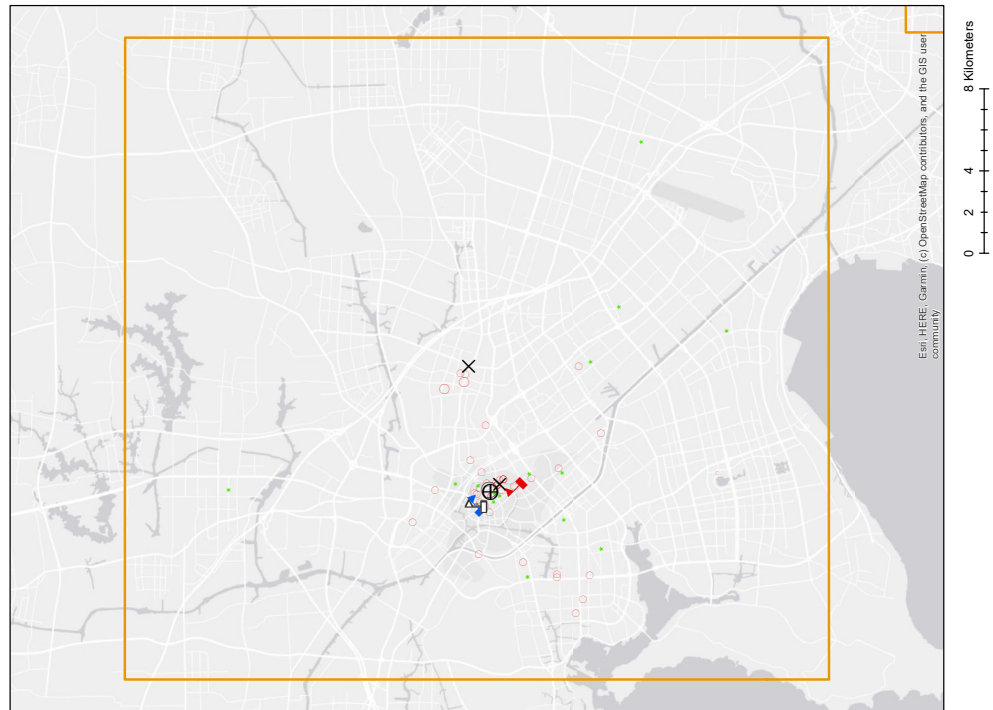 Esri, HERE, Garmin, (c) OpenStreetMap contributors, and the GIS user
community
0 2 4 8 Kilometers